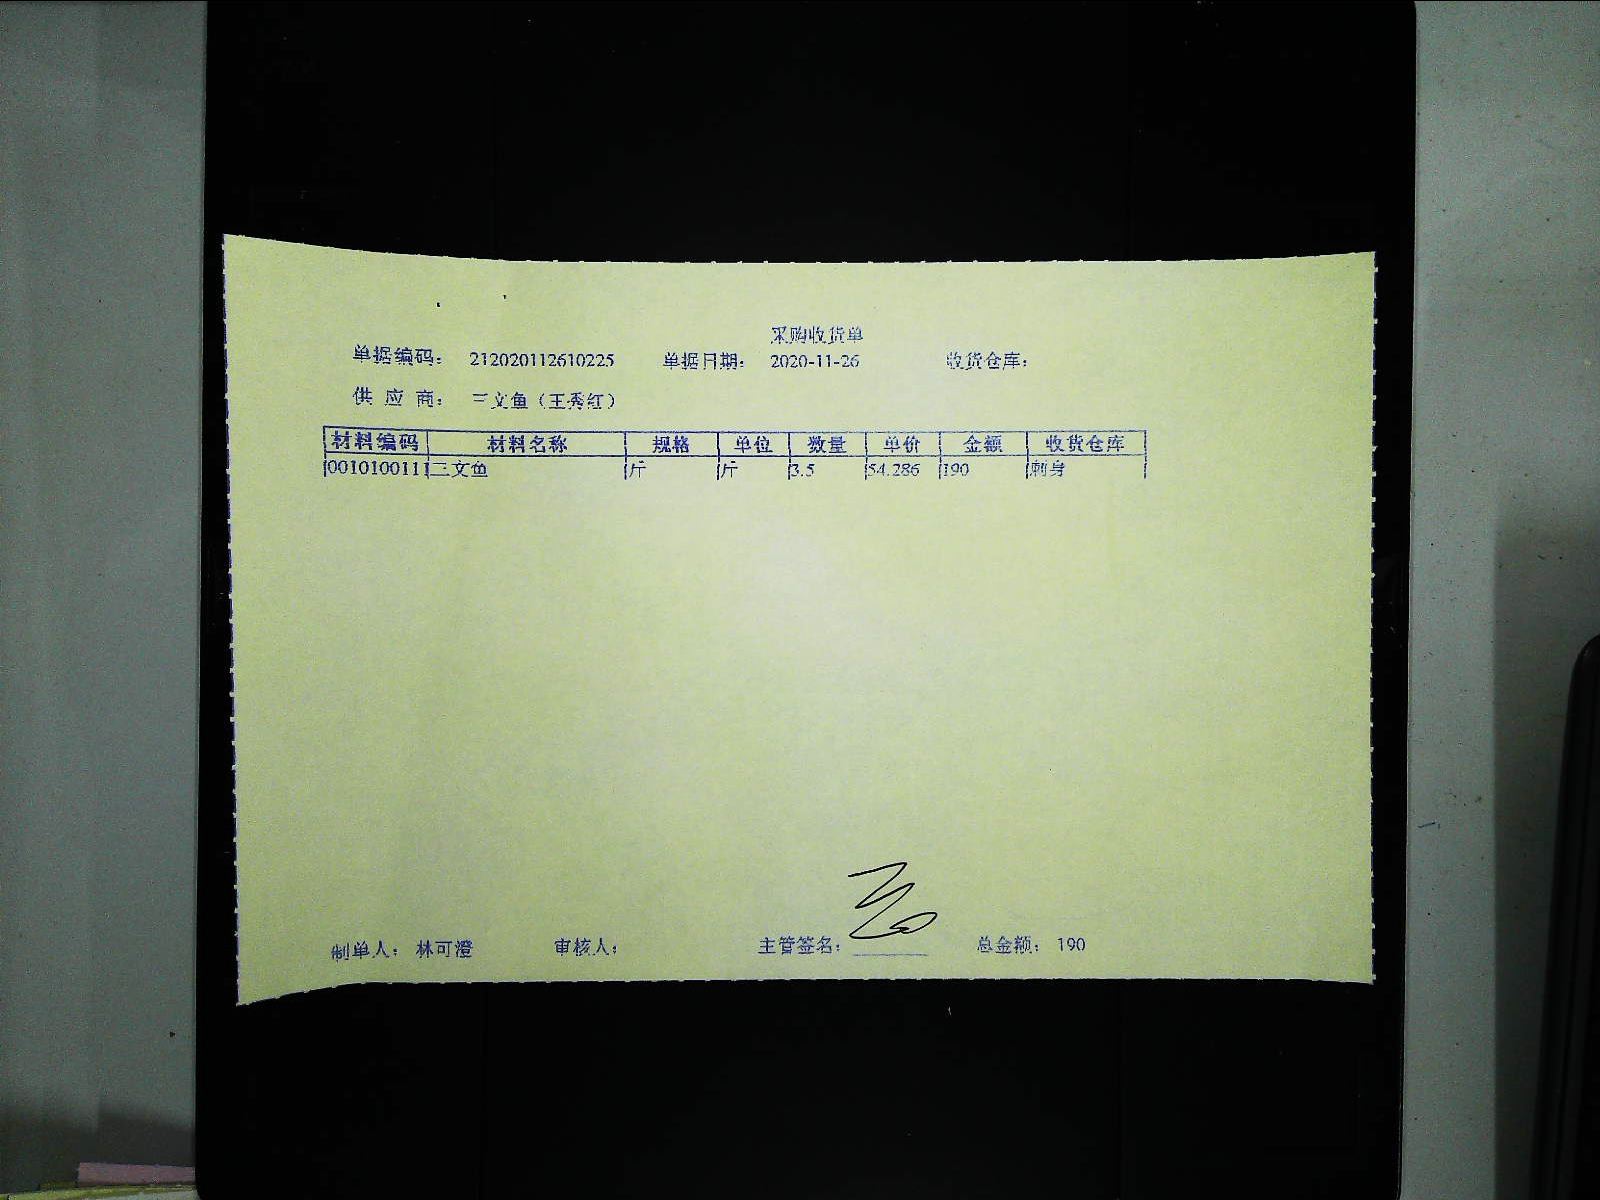 采购收货单
单据编码： 212020112610225 单据日期： 2020-11-26 收货仓库：
供 应 商： 三文鱼（王秀红）
材料编码 材料名称 规格 单位 数量 单价 金额 收货仓库
0010100111 三文鱼 斤 斤 3.5 54.286 190 刺身
制单人： 林可澄 审核人： 主管签名： 总金额： 190